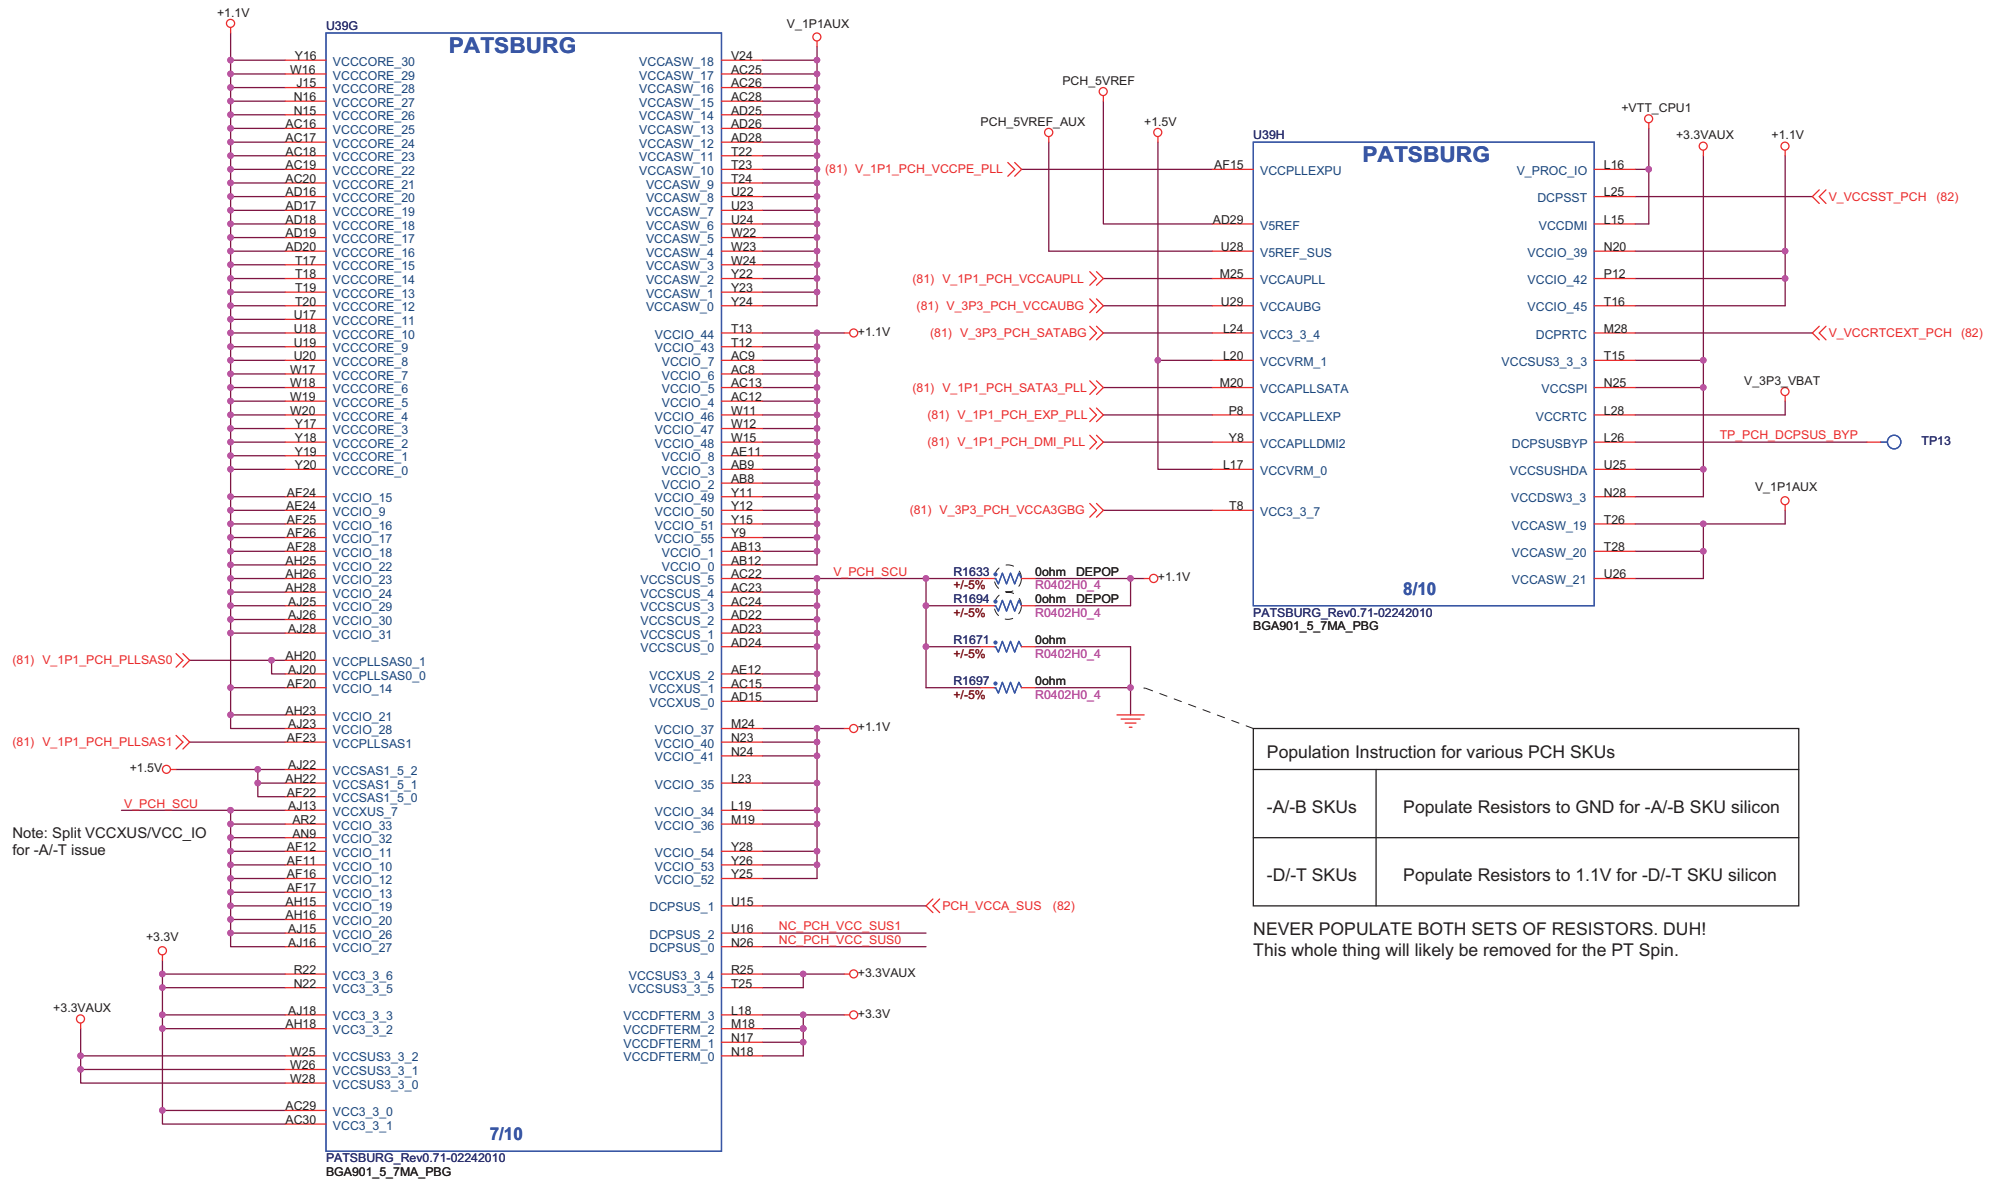 +1.1V
U39G
PATSBURG
V_1P1AUX
Y16 VCCCORE_30
W16 VCCCORE_29
J15 VCCCORE_28
N16 VCCCORE_27
N15 VCCCORE_26
AC16 VCCCORE_25
AC17 VCCCORE_24
AC18 VCCCORE_23
AC19 VCCCORE_22
AC20 VCCCORE_21
AD16 VCCCORE_20
AD17 VCCCORE_19
AD18 VCCCORE_18
AD19 VCCCORE_17
AD20 VCCCORE_16
T17 VCCCORE_15
T18 VCCCORE_14
T19 VCCCORE_13
T20 VCCCORE_12
U17 VCCCORE_11
U18 VCCCORE_10
U19 VCCCORE_9
U20 VCCCORE_8
W17 VCCCORE_7
W18 VCCCORE_6
W19 VCCCORE_5
W20 VCCCORE_4
Y17 VCCCORE_3
Y18 VCCCORE_2
Y19 VCCCORE_1
Y20 VCCCORE_0
AF24 VCCIO_15
AE24 VCCIO_9
AF25 VCCIO_16
AF26 VCCIO_17
AF28 VCCIO_18
AH25 VCCIO_22
AH26 VCCIO_23
AH28 VCCIO_24
AJ25 VCCIO_29
AJ26 VCCIO_30
AJ28 VCCIO_31
(81) V_1P1_PCH_PLLSAS0
AH20 VCCPLLSAS0_1
AJ20 VCCPLLSAS0_0
AF20 VCCIO_14
AH23 VCCIO_21
AJ23 VCCIO_28
(81) V_1P1_PCH_PLLSAS1
AF23 VCCPLLSAS1
+1.5V
AJ22 VCCSAS1_5_2
AH22 VCCSAS1_5_1
AF22 VCCSAS1_5_0
V_PCH_SCU
AJ13 VCCXUS_7
AR2 VCCIO_33
AN9 VCCIO_32
AF12 VCCIO_11
AF11 VCCIO_10
AF16 VCCIO_12
AF17 VCCIO_13
AH15 VCCIO_19
AH16 VCCIO_20
AJ15 VCCIO_26
AJ16 VCCIO_27
Note: Split VCCXUS/VCC_IO
for -A/-T issue
+3.3V
R22 VCC3_3_6
N22 VCC3_3_5
+3.3VAUX
AJ18 VCC3_3_3
AH18 VCC3_3_2
W25 VCCSUS3_3_2
W26 VCCSUS3_3_1
W28 VCCSUS3_3_0
AC29 VCC3_3_0
AC30 VCC3_3_1
VCCASW_18 V24
VCCASW_17 AC25
VCCASW_16 AC26
VCCASW_15 AC28
VCCASW_14 AD25
VCCASW_13 AD26
VCCASW_12 AD28
VCCASW_11 T22
VCCASW_10 T23
VCCASW_9 T24
VCCASW_8 U22
VCCASW_7 U23
VCCASW_6 U24
VCCASW_5 W22
VCCASW_4 W23
VCCASW_3 W24
VCCASW_2 Y22
VCCASW_1 Y23
VCCASW_0 Y24
VCCIO_44 T13 +1.1V
VCCIO_43 T12
VCCIO_7 AC9
VCCIO_6 AC8
VCCIO_5 AC13
VCCIO_4 AC12
VCCIO_46 W11
VCCIO_47 W12
VCCIO_48 W15
VCCIO_8 AE11
VCCIO_3 AB9
VCCIO_2 AB8
VCCIO_49 Y11
VCCIO_50 Y12
VCCIO_51 Y15
VCCIO_55 Y9
VCCIO_1 AB13
VCCIO_0 AB12
VCCSCUS_5 AC22 V_PCH_SCU
VCCSCUS_4 AC23
VCCSCUS_3 AC24
VCCSCUS_2 AD22
VCCSCUS_1 AD23
VCCSCUS_0 AD24
VCCXUS_2 AE12
VCCXUS_1 AC15
VCCXUS_0 AD15
VCCIO_37 M24 +1.1V
VCCIO_40 N23
VCCIO_41 N24
VCCIO_35 L23
VCCIO_34 L19
VCCIO_36 M19
VCCIO_54 Y28
VCCIO_53 Y26
VCCIO_52 Y25
DCPSUS_1 U15 PCH_VCCA_SUS (82)
DCPSUS_2 U16 NC_PCH_VCC_SUS1
DCPSUS_0 N26 NC_PCH_VCC_SUS0
VCCSUS3_3_4 R25 +3.3VAUX
VCCSUS3_3_5 T25
VCCDFTERM_3 L18 +3.3V
VCCDFTERM_2 M18
VCCDFTERM_1 N17
VCCDFTERM_0 N18
7/10
PATSBURG_Rev0.71-02242010
BGA901_5_7MA_PBG
R1633 0ohm DEPOP +1.1V
+/-5% R0402H0_4
R1694 0ohm DEPOP
+/-5% R0402H0_4
R1671 0ohm
+/-5% R0402H0_4
R1697 0ohm
+/-5% R0402H0_4
PCH_5VREF
PCH_5VREF_AUX
+1.5V
U39H
PATSBURG
+VTT_CPU1
+3.3VAUX
+1.1V
(81) V_1P1_PCH_VCCPE_PLL AF15 VCCPLLEXPU
AD29 V5REF
U28 V5REF_SUS
(81) V_1P1_PCH_VCCAUPLL M25 VCCAUPLL
(81) V_3P3_PCH_VCCAUBG U29 VCCAUBG
(81) V_3P3_PCH_SATABG L24 VCC3_3_4
L20 VCCVRM_1
(81) V_1P1_PCH_SATA3_PLL M20 VCCAPLLSATA
(81) V_1P1_PCH_EXP_PLL P8 VCCAPLLEXP
(81) V_1P1_PCH_DMI_PLL Y8 VCCAPLLDMI2
L17 VCCVRM_0
(81) V_3P3_PCH_VCCA3GBG T8 VCC3_3_7
V_PROC_IO L16
DCPSST L25 V_VCCSST_PCH (82)
VCCDMI L15
VCCIO_39 N20
VCCIO_42 P12
VCCIO_45 T16
DCPRTC M28 V_VCCRTCEXT_PCH (82)
VCCSUS3_3_3 T15
VCCSPI N25
V_3P3_VBAT
VCCRTC L28
DCPSUSBYP L26 TP_PCH_DCPSUS_BYP TP13
VCCSUSHDA U25
VCCDSW3_3 N28
V_1P1AUX
VCCASW_19 T26
VCCASW_20 T28
VCCASW_21 U26
8/10
PATSBURG_Rev0.71-02242010
BGA901_5_7MA_PBG
Population Instruction for various PCH SKUs
-A/-B SKUs Populate Resistors to GND for -A/-B SKU silicon
-D/-T SKUs Populate Resistors to 1.1V for -D/-T SKU silicon
NEVER POPULATE BOTH SETS OF RESISTORS. DUH!
This whole thing will likely be removed for the PT Spin.